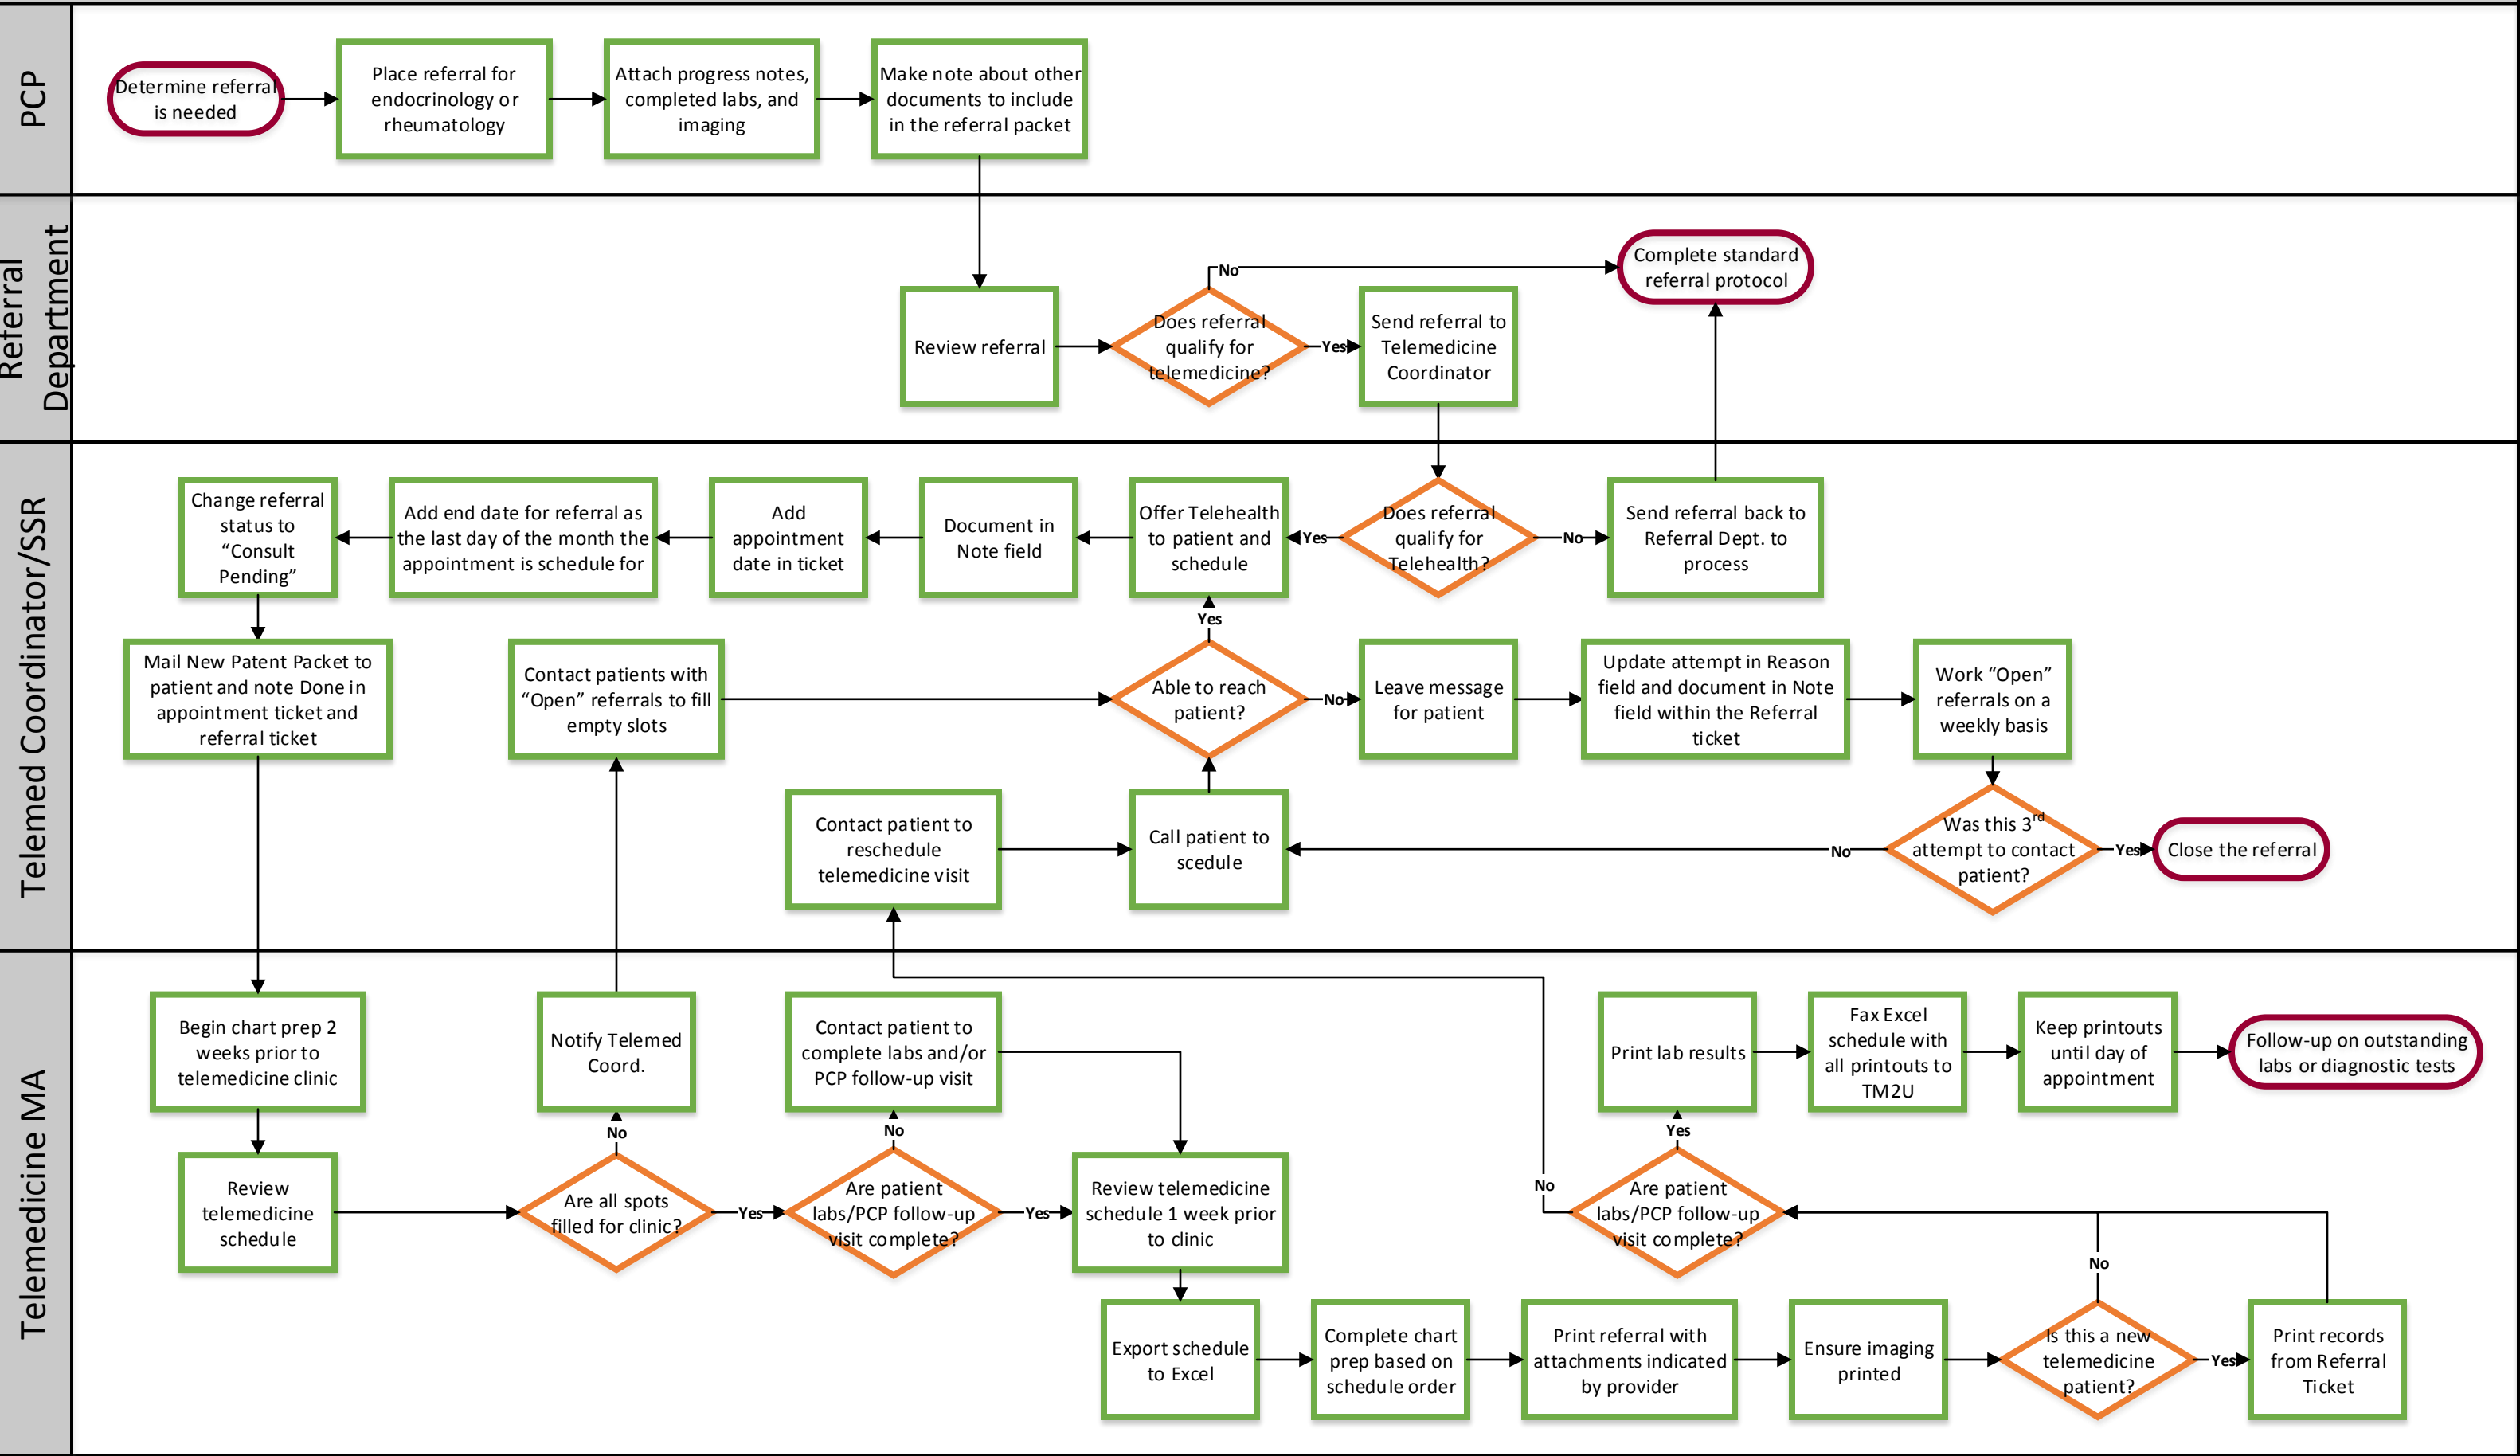 PCP
Determine referral
is needed
Place referral for
endocrinology or
rheumatology
Attach progress notes,
completed labs, and
imaging
Make note about other
documents to include
in the referral packet
Referral
Department
Review referral
Does referral
qualify for
telemedicine?
No
Yes
Send referral to
Telemedicine
Coordinator
Complete standard
referral protocol
Telemed Coordinator/SSR
Change referral
status to
“Consult
Pending”
Add end date for referral as
the last day of the month the
appointment is schedule for
Add
appointment
date in ticket
Document in
Note field
Offer Telehealth
to patient and
schedule
Yes
Does referral
qualify for
Telehealth?
No
Send referral back to
Referral Dept. to
process
Mail New Patent Packet to
patient and note Done in
appointment ticket and
referral ticket
Contact patients with
“Open” referrals to fill
empty slots
Yes
Able to reach
patient?
No
Leave message
for patient
Update attempt in Reason
field and document in Note
field within the Referral
ticket
Work “Open”
referrals on a
weekly basis
Contact patient to
reschedule
telemedicine visit
Call patient to
scedule
No
Was this 3rd
attempt to contact
patient?
Yes
Close the referral
Telemedicine MA
Begin chart prep 2
weeks prior to
telemedicine clinic
Notify Telemed
Coord.
Contact patient to
complete labs and/or
PCP follow-up visit
Print lab results
Fax Excel
schedule with
all printouts to
TM2U
Keep printouts
until day of
appointment
Follow-up on outstanding
labs or diagnostic tests
Review
telemedicine
schedule
No
Are all spots
filled for clinic?
Yes
No
Are patient
labs/PCP follow-up
visit complete?
Yes
Review telemedicine
schedule 1 week prior
to clinic
No
Yes
Are patient
labs/PCP follow-up
visit complete?
No
Export schedule
to Excel
Complete chart
prep based on
schedule order
Print referral with
attachments indicated
by provider
Ensure imaging
printed
Is this a new
telemedicine
patient?
Yes
Print records
from Referral
Ticket